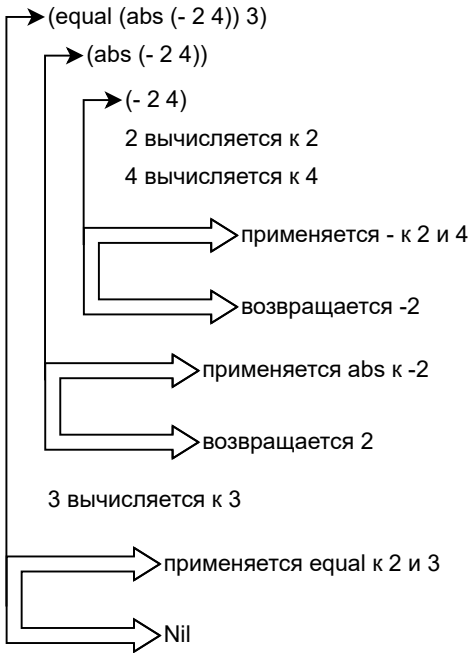 (equal (abs (- 2 4)) 3)
(abs (- 2 4))
(- 2 4)
2 вычисляется к 2
4 вычисляется к 4
применяется - к 2 и 4
возвращается -2
применяется abs к -2
возвращается 2
3 вычисляется к 3
применяется equal к 2 и 3
Nil